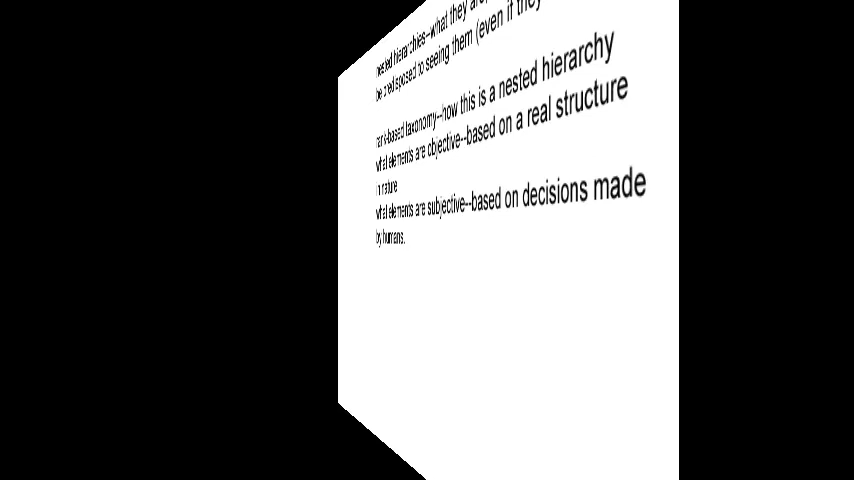 nested hierarchies--what they are,
be predisposed to seeing them (even if they
rank-based taxonomy--how this is a nested hierarchy
what elements are objective--based on a real structure
in nature
what elements are subjective--based on decisions made
by humans.